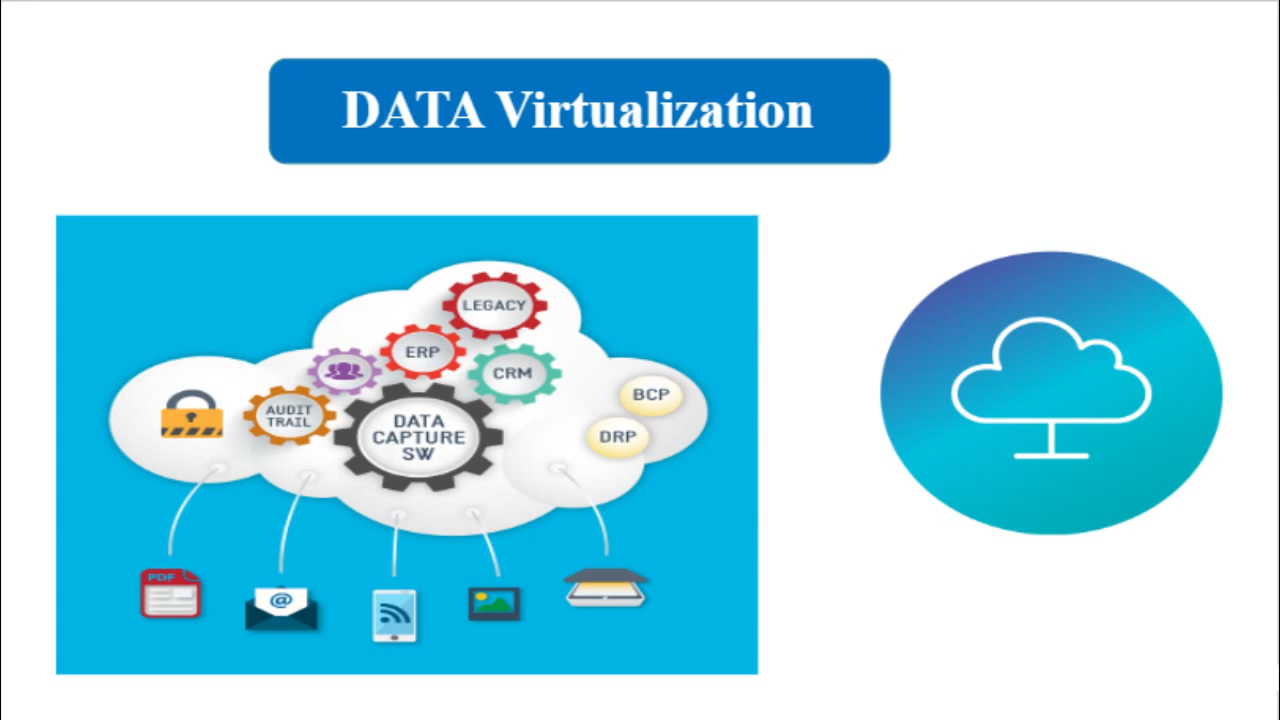 DATA Virtualization
LEGACY
ERP
CRM
AUDIT
TRAIL
DATA
CAPTURE
SW
BCP
DRP
PDF
@